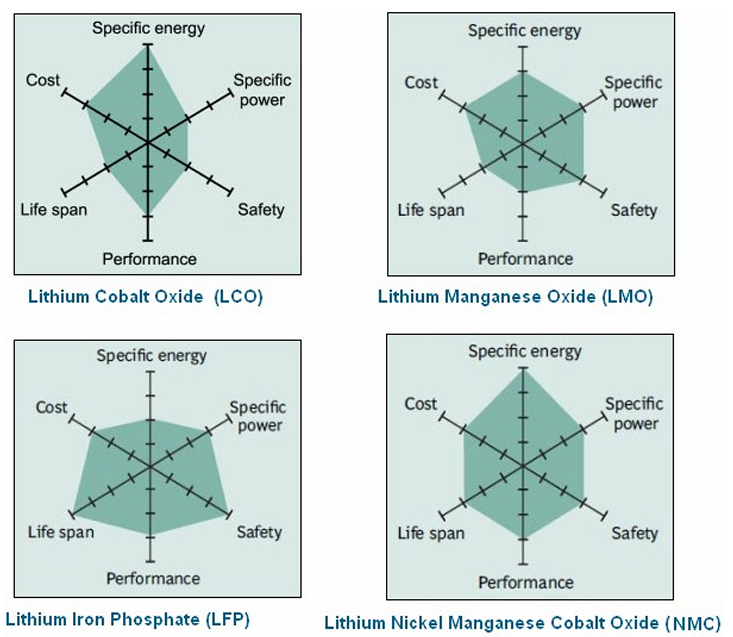 Specific energy
Cost
Specific
power
Life span
Safety
Performance
Lithium Cobalt Oxide (LCO)
Specific energy
Cost
Specific
power
Life span
Safety
Performance
Lithium Manganese Oxide (LMO)
Specific energy
Cost
Specific
power
Life span
Safety
Performance
Lithium Iron Phosphate (LFP)
Specific energy
Cost
Specific
power
Life span
Safety
Performance
Lithium Nickel Manganese Cobalt Oxide (NMC)